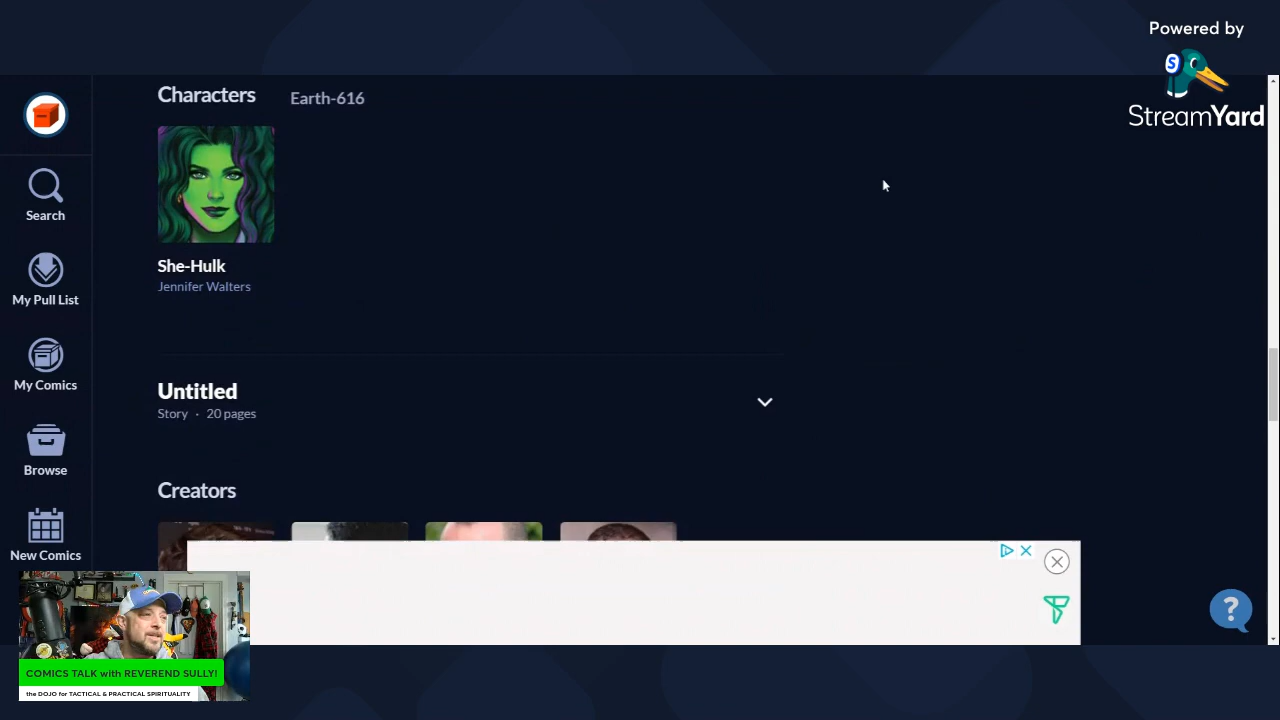 Powered by
StreamYard
Characters
Earth-616
Search
She-Hulk
Jennifer Walters
My Pull List
My Comics
Untitled
Story · 20 pages
Browse
Creators
New Comics
COMICS TALK with REVEREND SULLY!
the DOJO for TACTICAL & PRACTICAL SPIRITUALITY